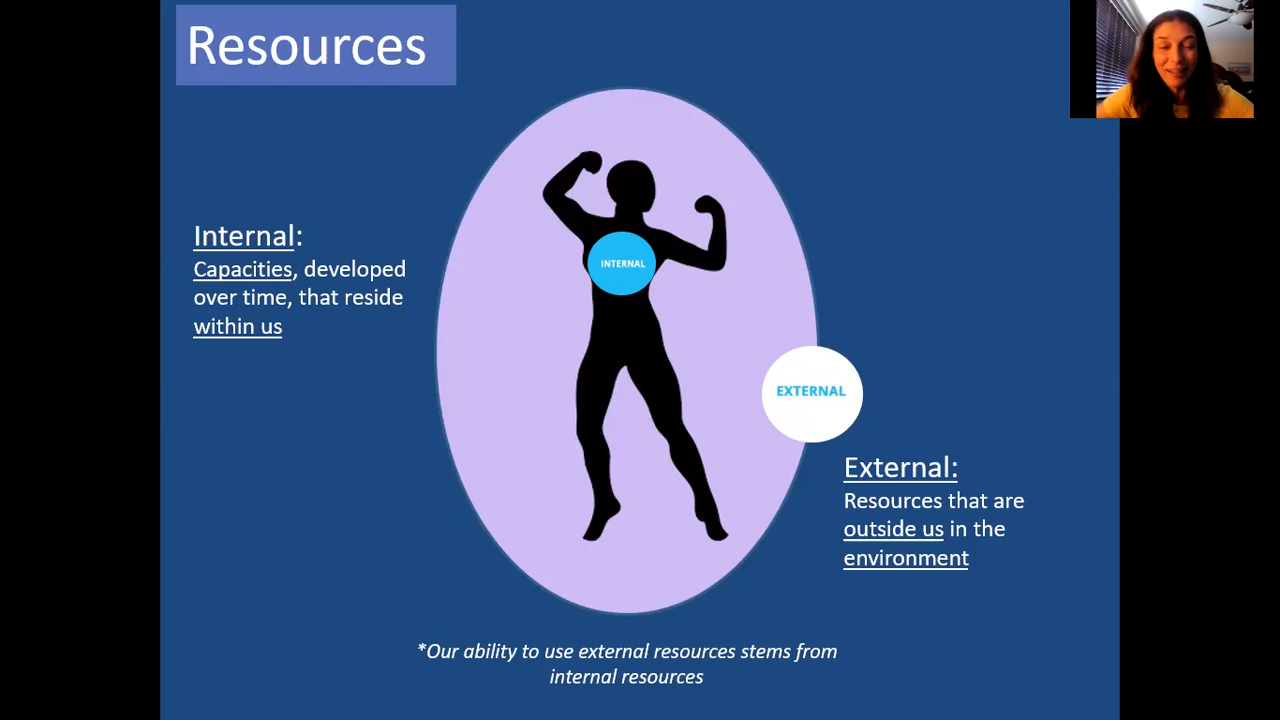 Resources
Internal:
Capacities, developed
over time, that reside
within us
INTERNAL
EXTERNAL
External:
Resources that are
outside us in the
environment
*Our ability to use external resources stems from
internal resources